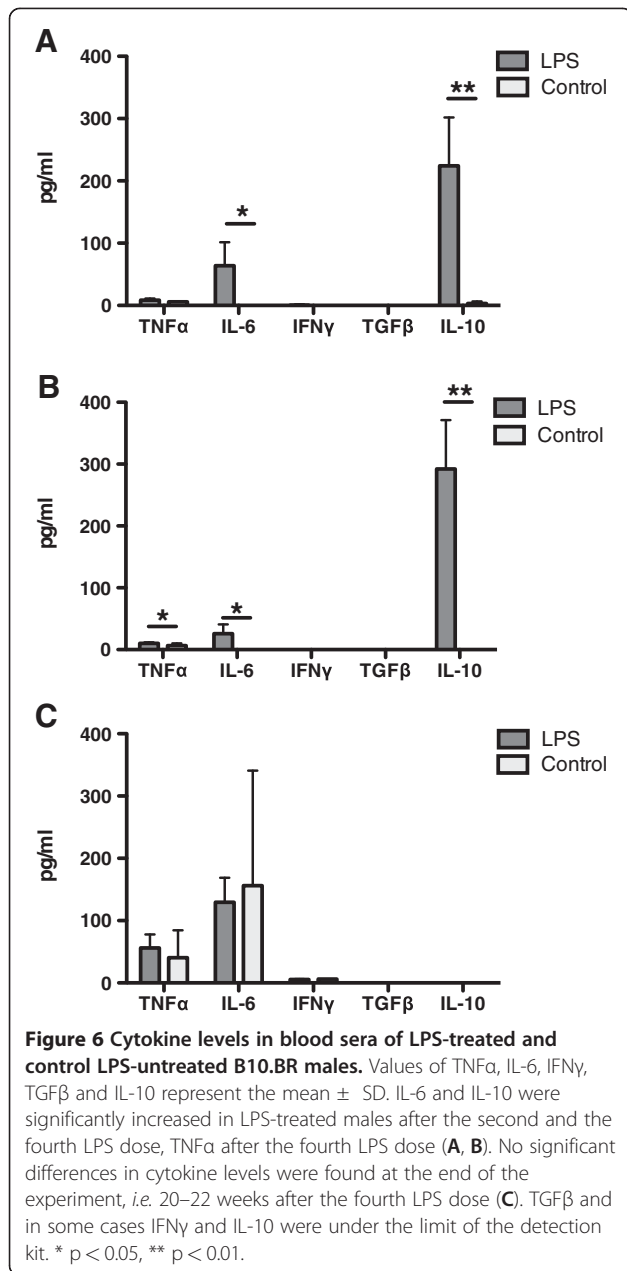 A
LPS
Control
400
300
200
100
0
pg/ml
*
**
TNFα IL-6 IFNγ TGFβ IL-10
B
LPS
Control
400
300
200
100
0
pg/ml
*
*
**
TNFα IL-6 IFNγ TGFβ IL-10
C
LPS
Control
400
300
200
100
0
pg/ml
TNFα IL-6 IFNγ TGFβ IL-10
Figure 6 Cytokine levels in blood sera of LPS-treated and
control LPS-untreated B10.BR males. Values of TNFα, IL-6, IFNγ,
TGFβ and IL-10 represent the mean ± SD. IL-6 and IL-10 were
significantly increased in LPS-treated males after the second and the
fourth LPS dose, TNFα after the fourth LPS dose (A, B). No significant
differences in cytokine levels were found at the end of the
experiment, i.e. 20–22 weeks after the fourth LPS dose (C). TGFβ and
in some cases IFNγ and IL-10 were under the limit of the detection
kit. * p < 0.05, ** p < 0.01.